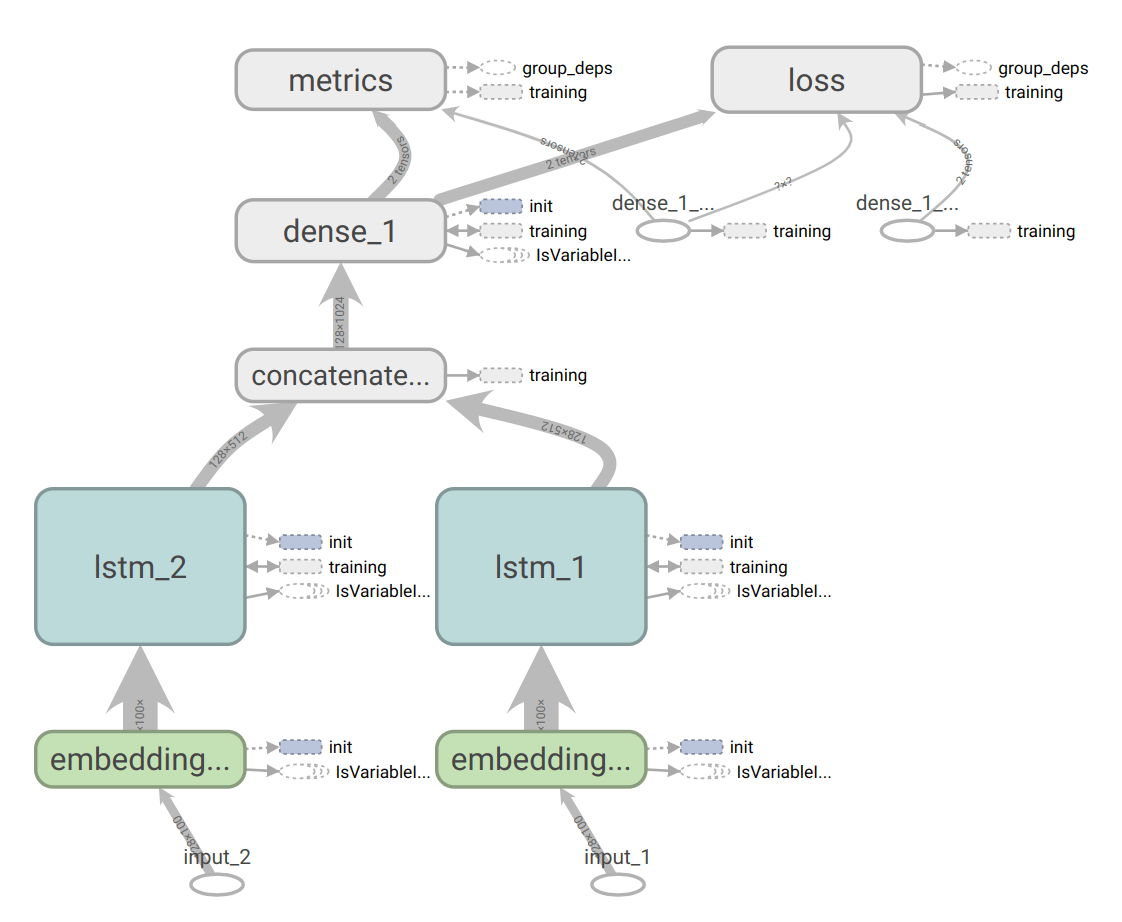 metrics
group_deps
training
loss
group_deps
training
2 tensors
2 tensors
2 tensors
?×?
2 tensors
dense_1
init
training
IsVariableI...
dense_1_...
training
dense_1_...
training
128×1024
concatenate...
training
128×512
128×512
lstm_2
init
training
IsVariableI...
lstm_1
init
training
IsVariableI...
×100×
×100×
embedding...
init
IsVariableI...
embedding...
init
IsVariableI...
28×100
28×100
input_2
input_1